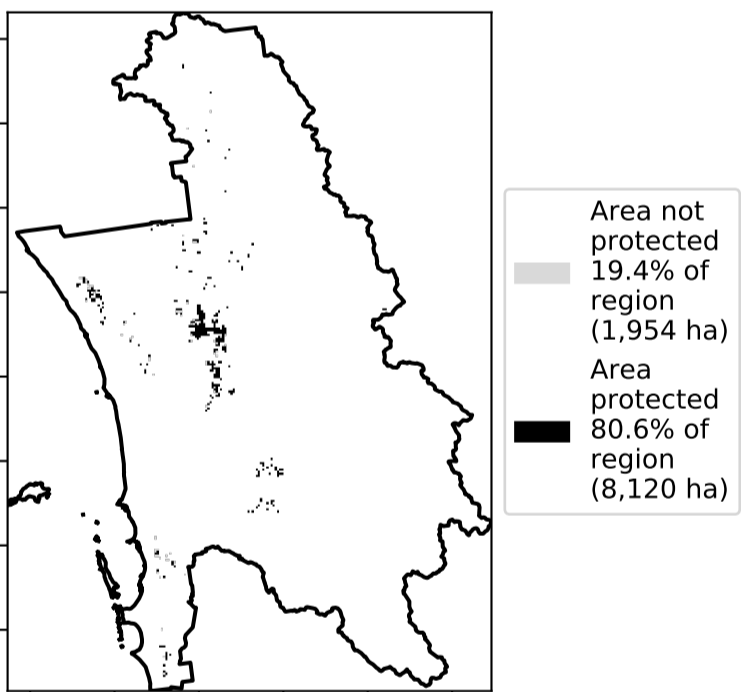 Area not
protected
19.4% of
region
(1,954 ha)
Area
protected
80.6% of
region
(8,120 ha)